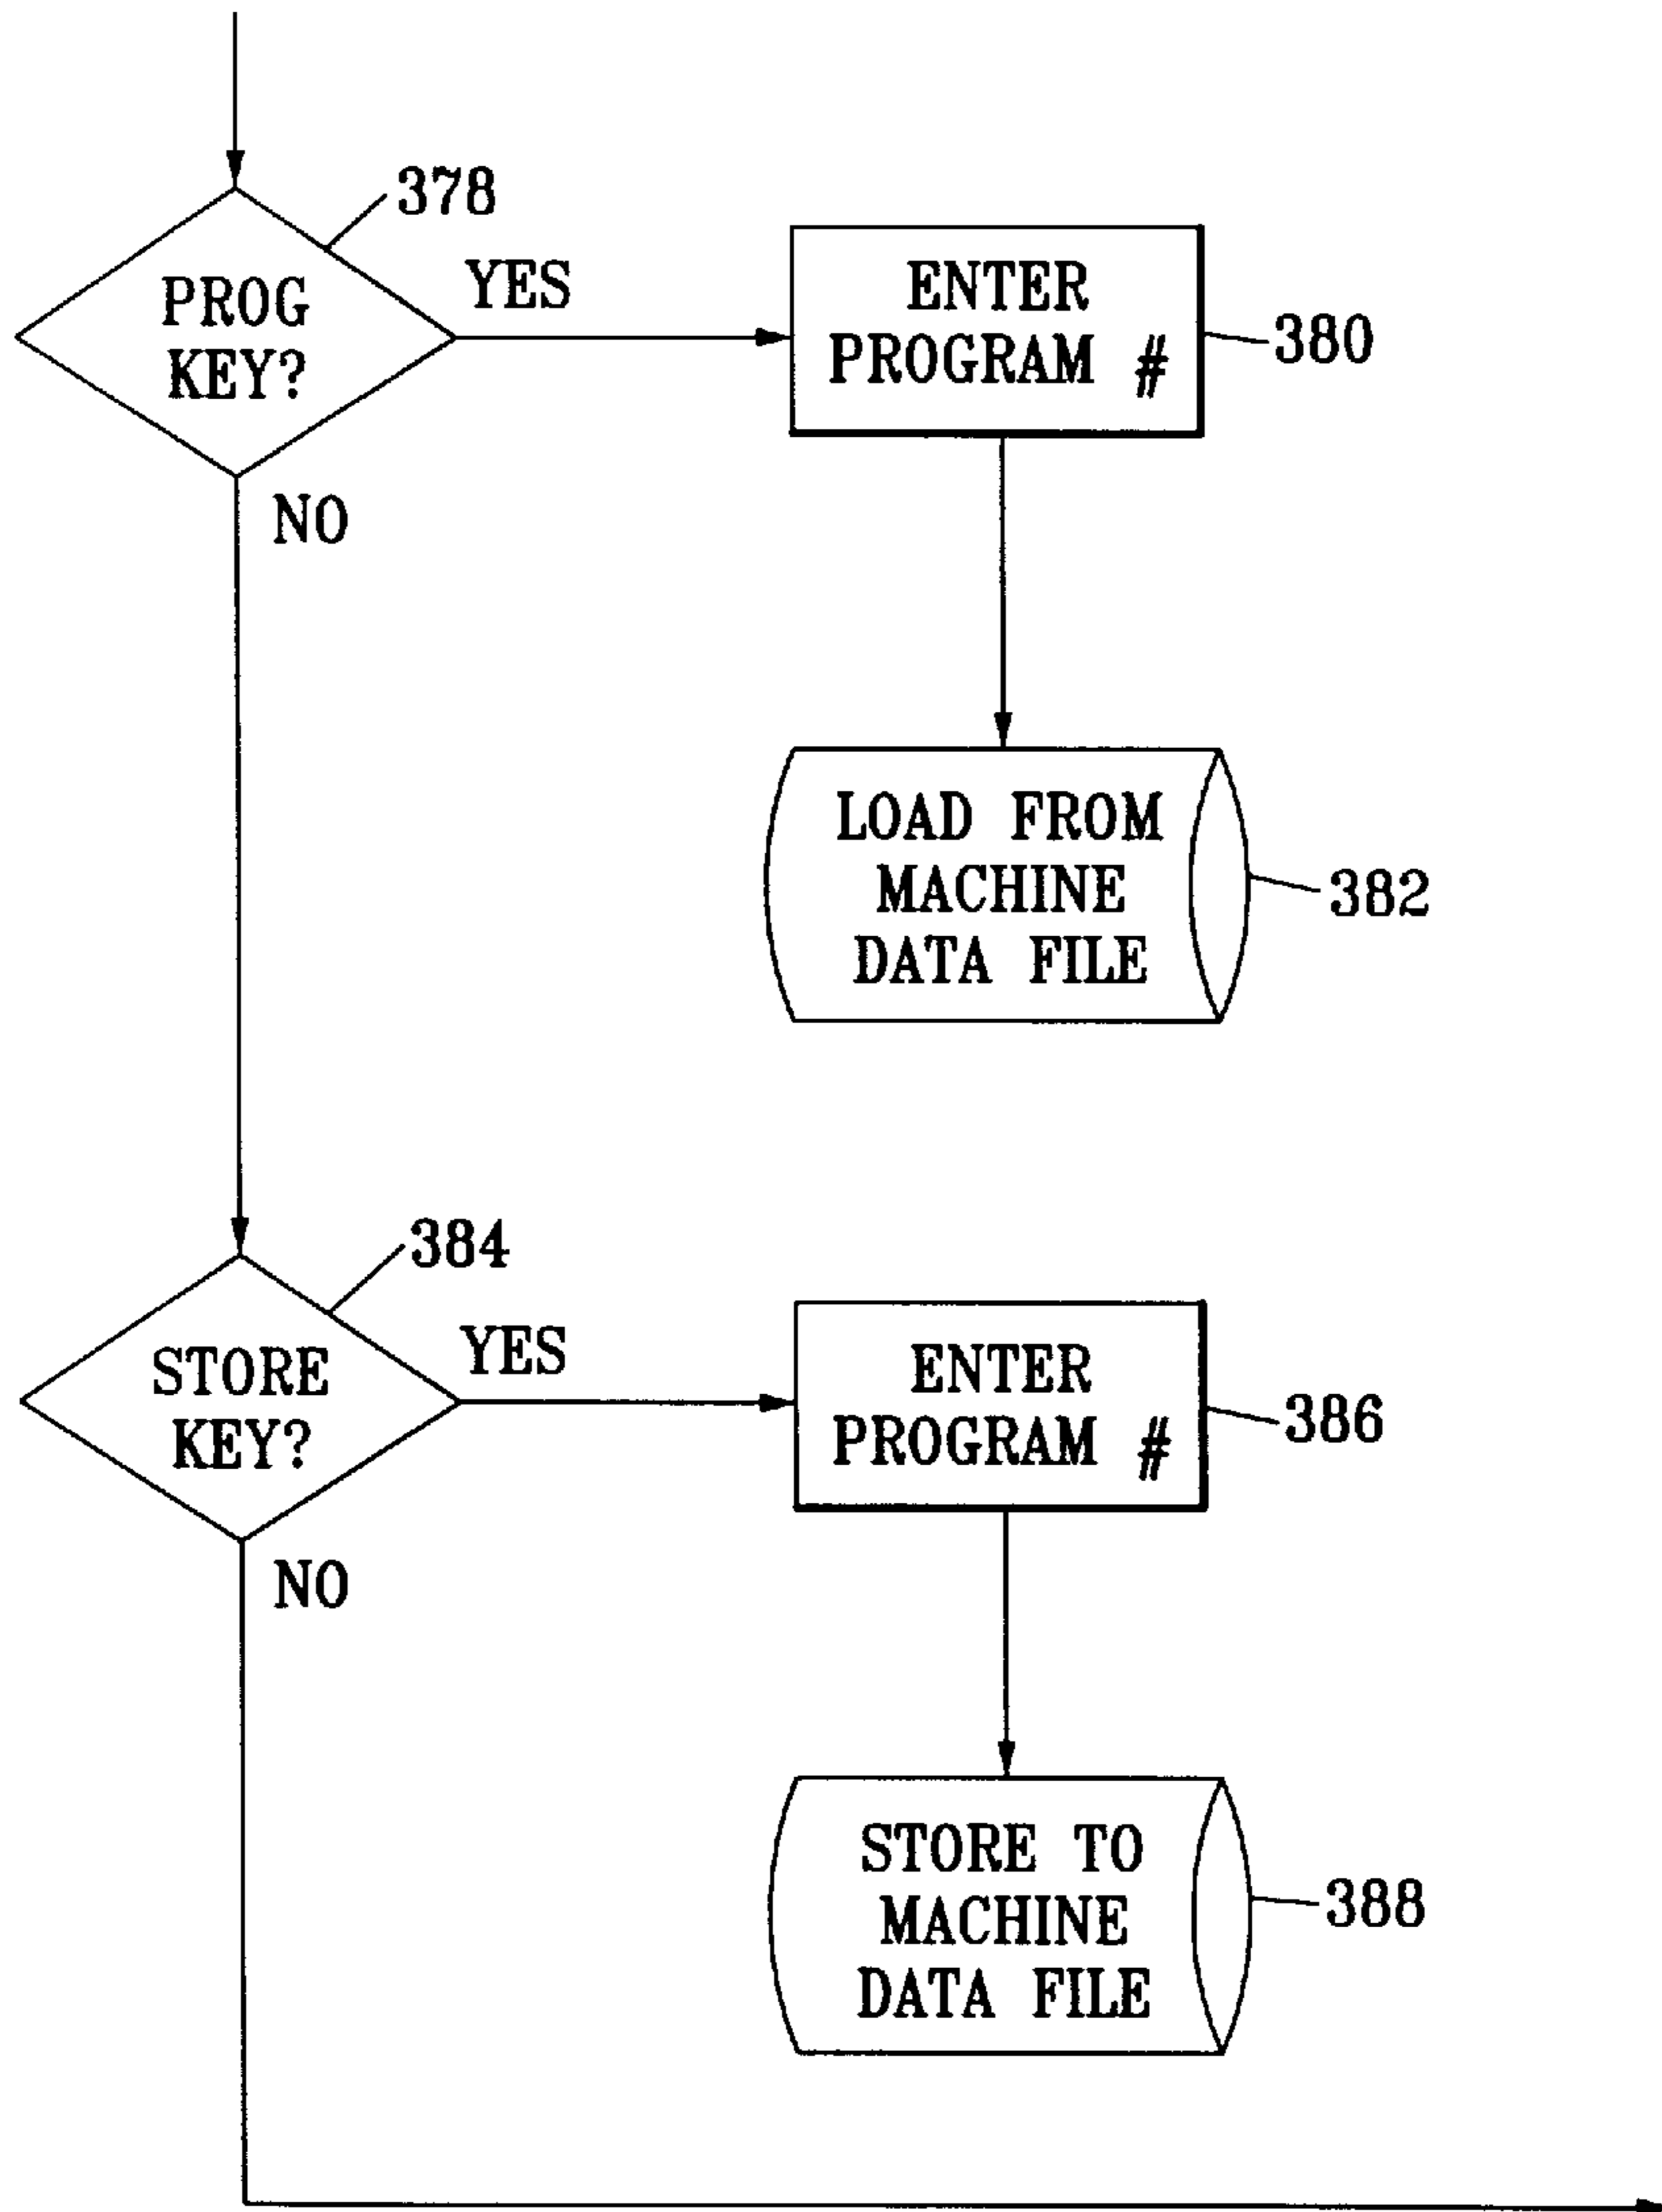 378
PROG
KEY?
YES
ENTER
PROGRAM #
380
NO
LOAD FROM
MACHINE
DATA FILE
382
384
STORE
KEY?
YES
ENTER
PROGRAM #
386
NO
STORE TO
MACHINE
DATA FILE
388